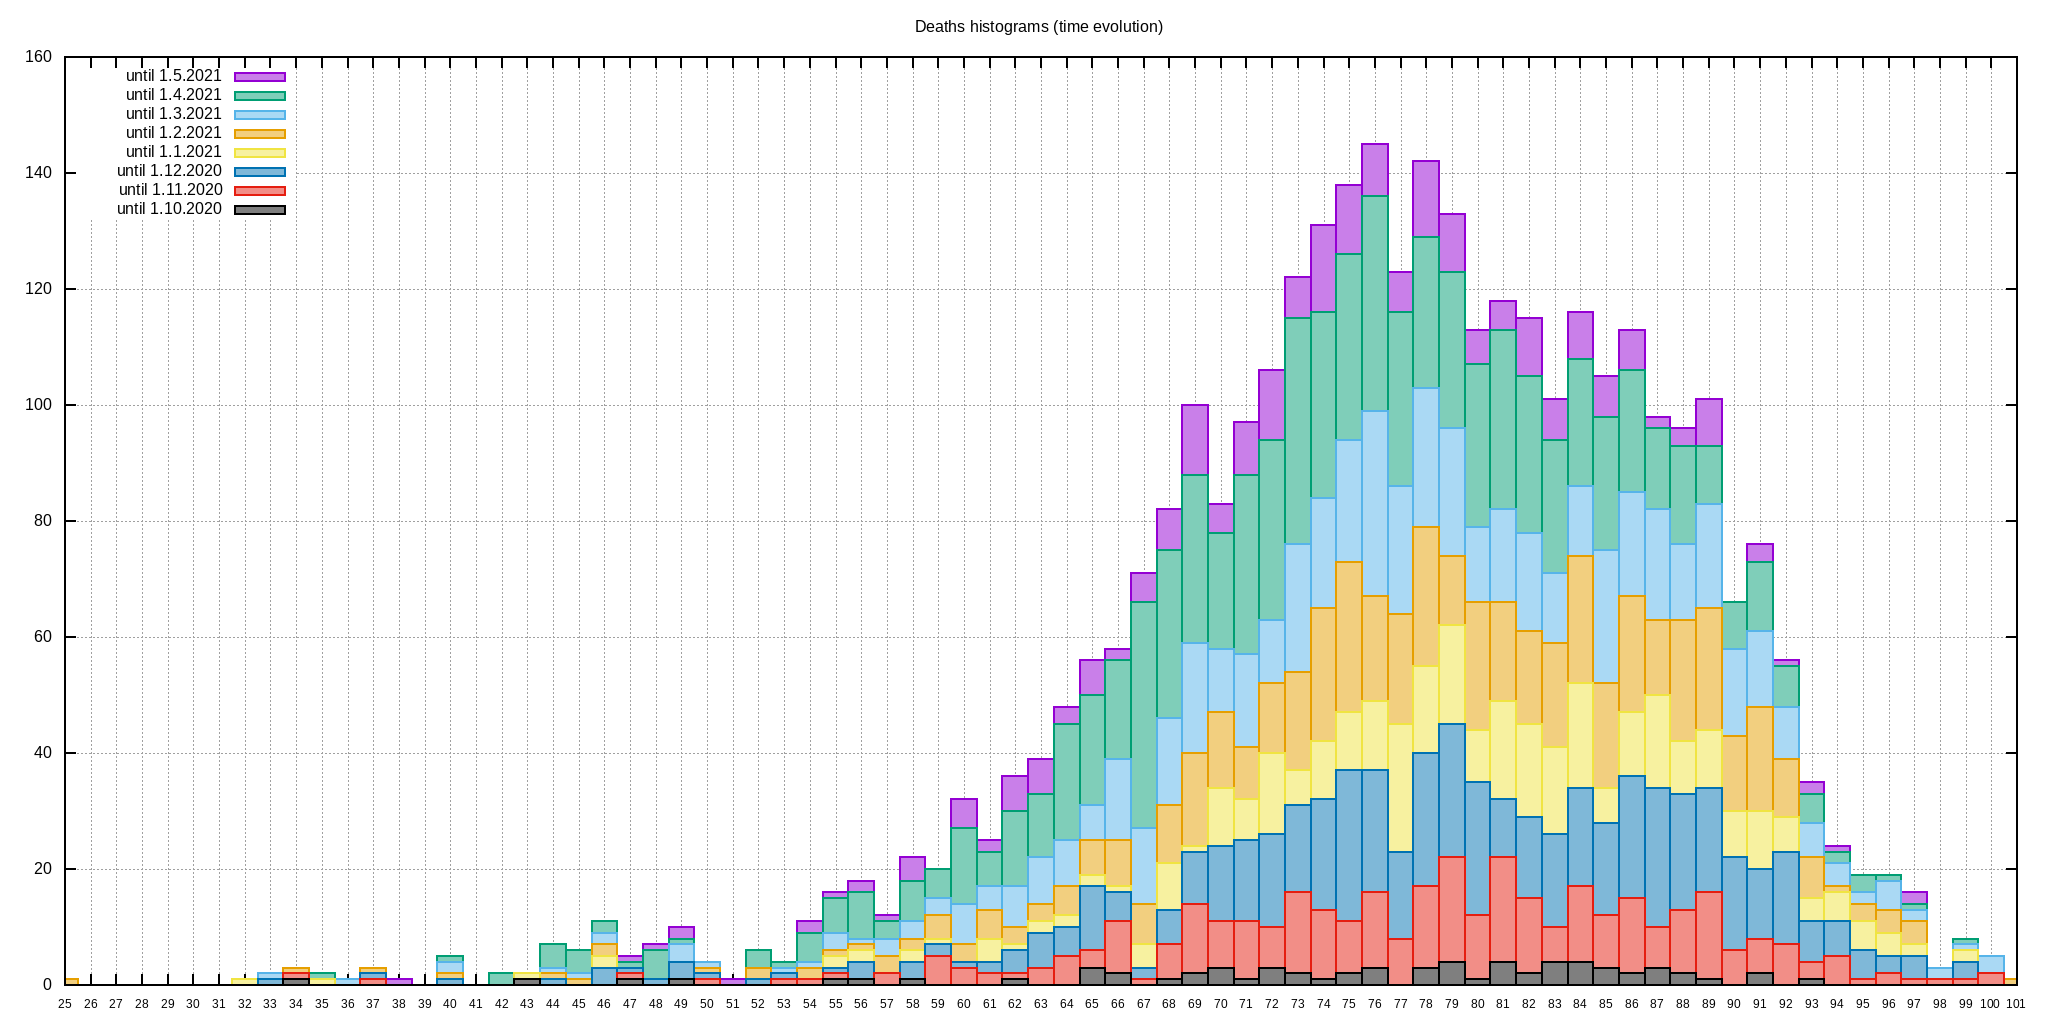 Deaths histograms (time evolution)
160
140
120
100
80
60
40
20
0
until 1.5.2021
until 1.4.2021
until 1.3.2021
until 1.2.2021
until 1.1.2021
until 1.12.2020
until 1.11.2020
until 1.10.2020
25 26 27 28 29 30 31 32 33 34 35 36 37 38 39 40 41 42 43 44 45 46 47 48 49 50 51 52 53 54 55 56 57 58 59 60 61 62 63 64 65 66 67 68 69 70 71 72 73 74 75 76 77 78 79 80 81 82 83 84 85 86 87 88 89 90 91 92 93 94 95 96 97 98 99 100 101